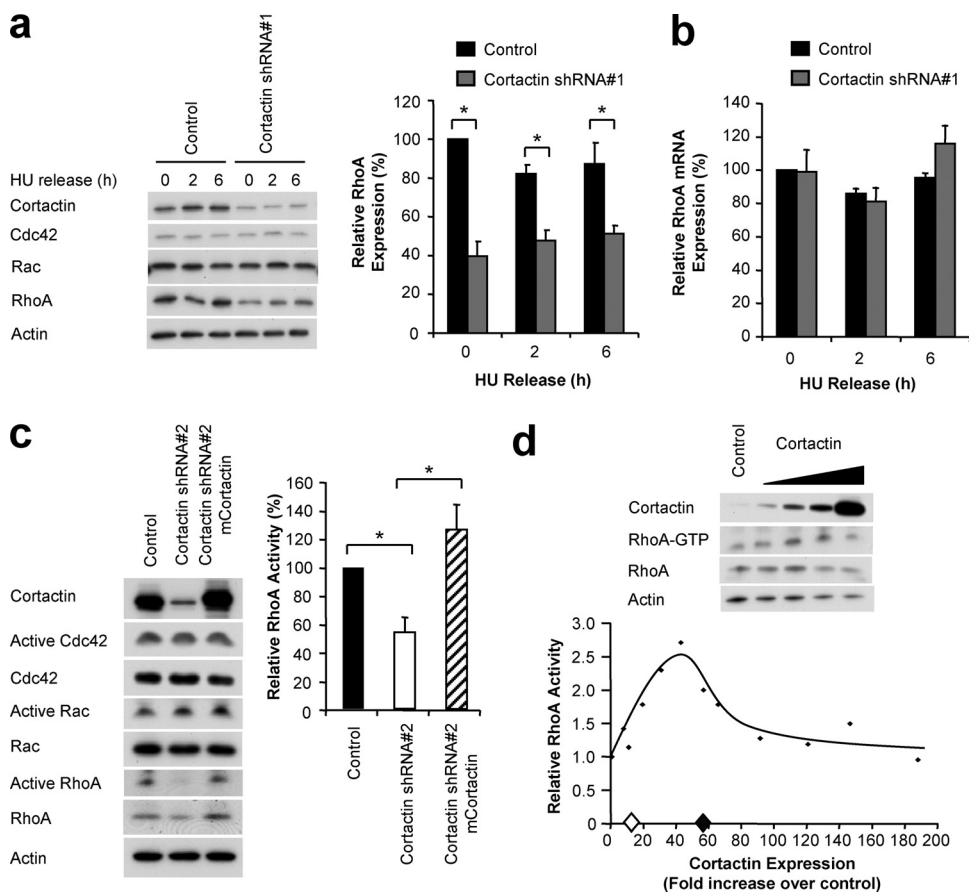 a
Control
Cortactin shRNA#1
HU release (h)
0 2 6 0 2 6
Cortactin
Cdc42
Rac
RhoA
Actin
Control
Cortactin shRNA#1
Relative RhoA
Expression (%)
120
100
80
60
40
20
0
*
*
*
0 2 6
HU Release (h)
b
Control
Cortactin shRNA#1
Relative RhoA mRNA
Expression (%)
140
120
100
80
60
40
20
0
0 2 6
HU Release (h)
c
Control
Cortactin shRNA#2
Cortactin shRNA#2
mCortactin
Cortactin
Active Cdc42
Cdc42
Active Rac
Rac
Active RhoA
RhoA
Actin
Relative RhoA Activity (%)
160
140
120
100
80
60
40
20
0
*
*
Control
Cortactin shRNA#2
Cortactin shRNA#2
mCortactin
d
Control
Cortactin
Cortactin
RhoA-GTP
RhoA
Actin
Relative RhoA Activity
3.0
2.5
2.0
1.5
1.0
0.5
0
0 20 40 60 80 100 120 140 160 180 200
Cortactin Expression
(Fold increase over control)